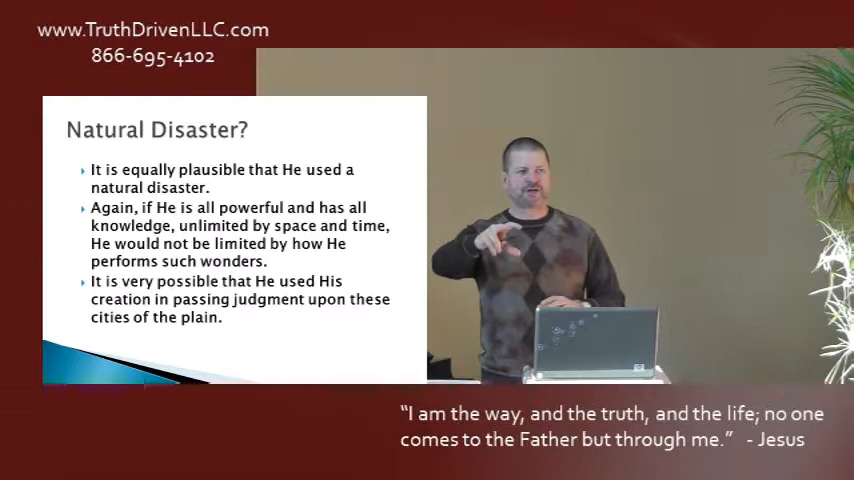 www.TruthDrivenLLC.com
866-695-4102
Natural Disaster?
It is equally plausible that He used a
natural disaster.
Again, if He is all powerful and has all
knowledge, unlimited by space and time,
He would not be limited by how He
performs such wonders.
It is very possible that He used His
creation in passing judgment upon these
cities of the plain.
hp
“I am the way, and the truth, and the life; no one
comes to the Father but through me.” - Jesus